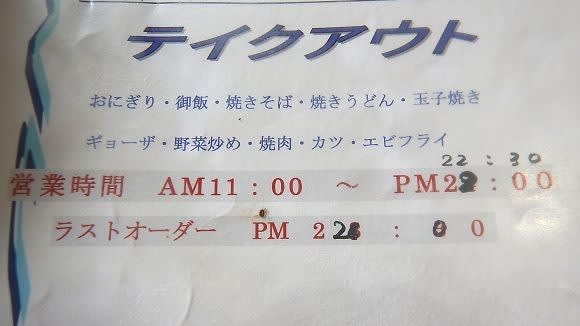 テイクアウト
おにぎり・御飯・焼きそば・焼きうどん・玉子焼き
ギョーザ・野菜炒め・焼肉・カツ・エビフライ
22:30
営業時間 AM11:00 ～ PM22:00
ラストオーダー PM 22:00